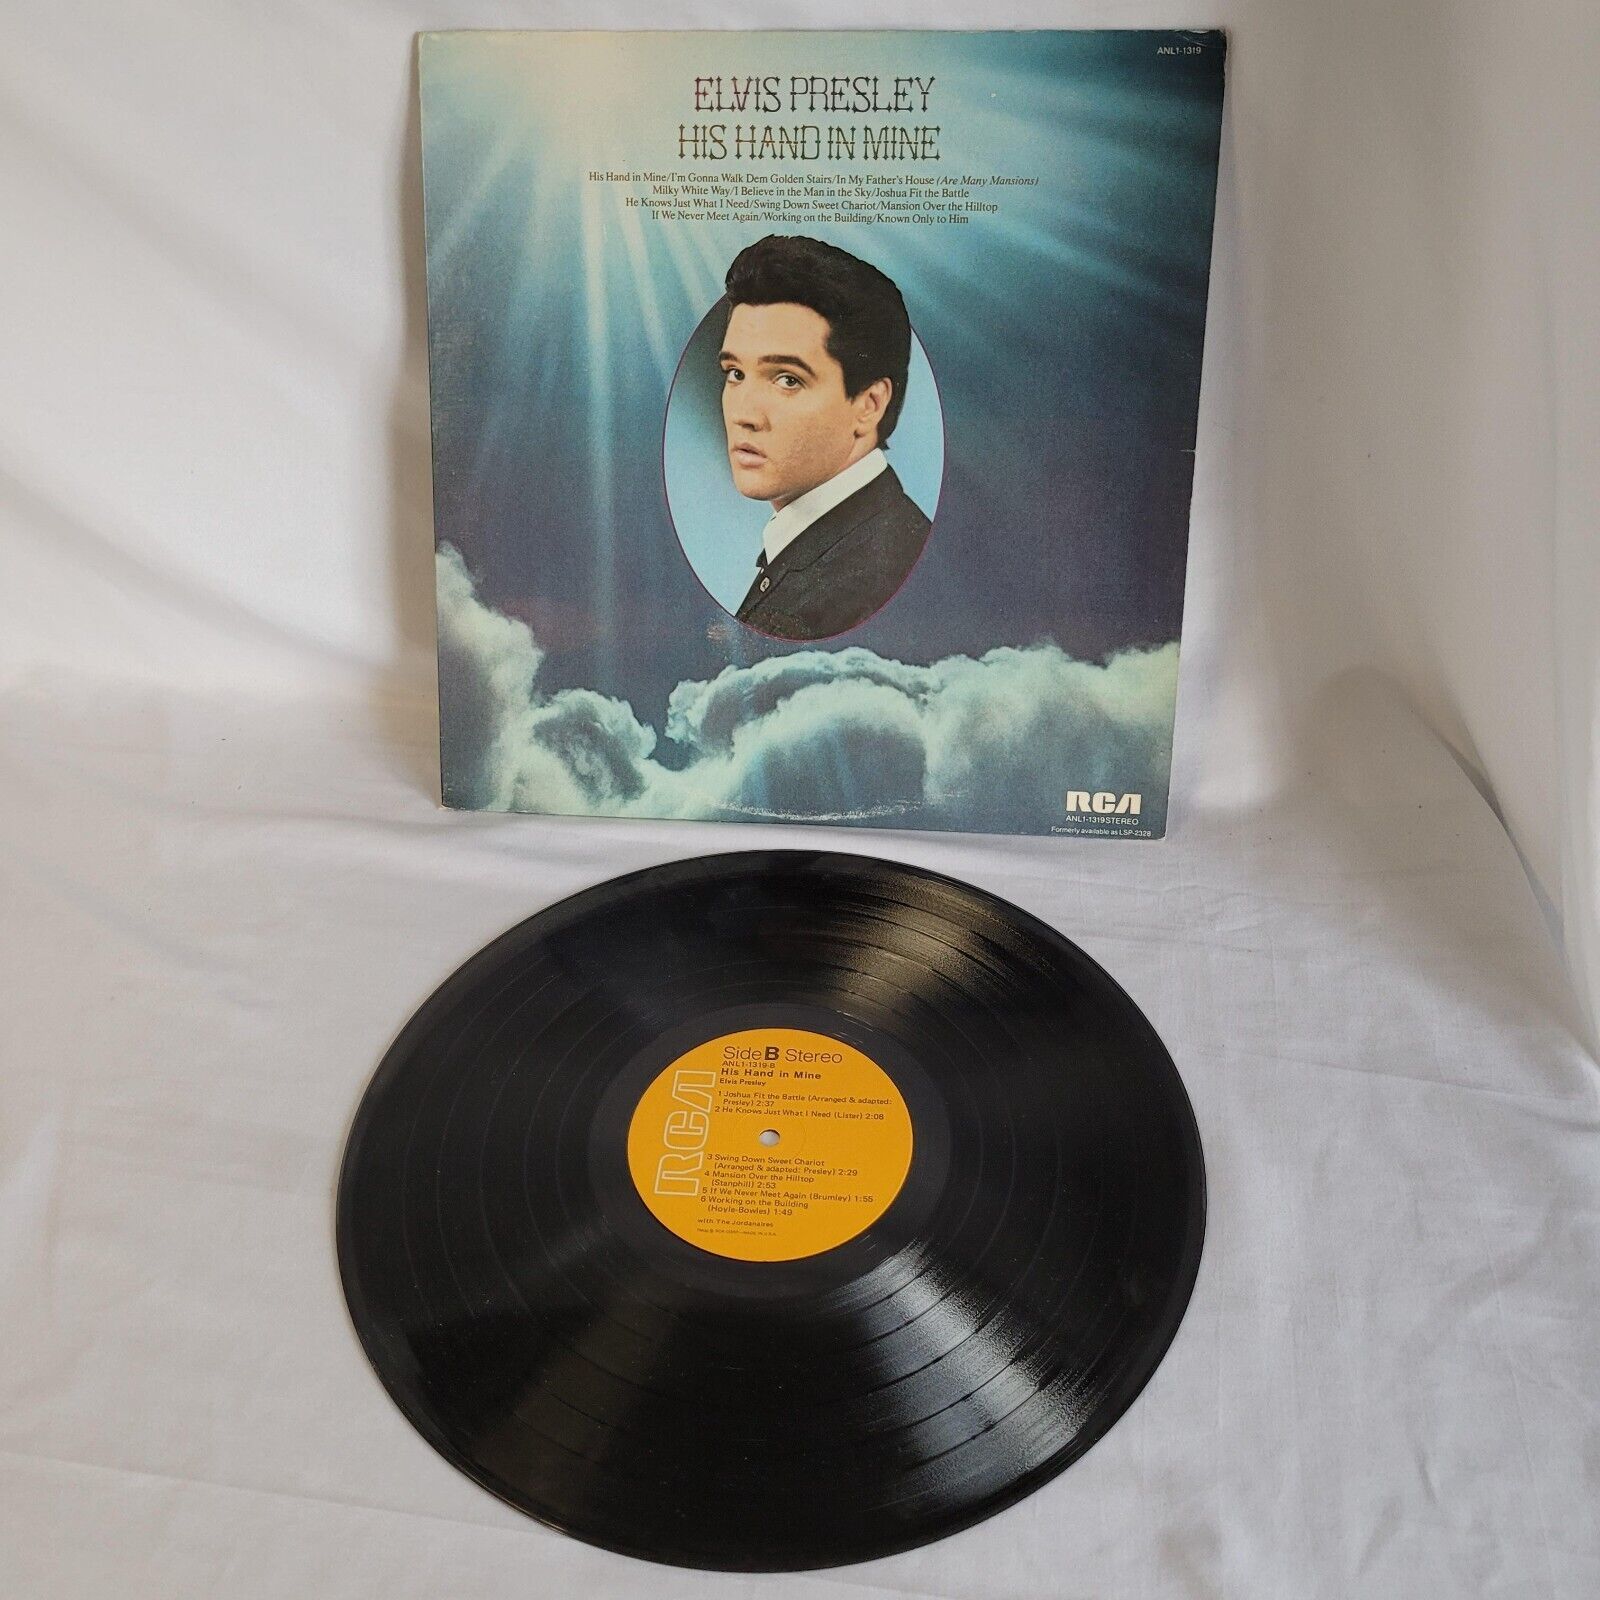 ANL1-1319
ELVIS PRESLEY
HIS HAND IN MINE
His Hand in Mine/I'm Gonna Walk Dem Golden Stairs/In My Father's House (Are Many Mansions)
Milky White Way/I Believe in the Man in the Sky/Joshua Fit the Battle
He Knows Just What I Need/Swing Down Sweet Chariot/Mansion Over the Hilltop
If We Never Meet Again/Working on the Building/Known Only to Him
RCA
ANL1-1319 STEREO
Formerly available as LSP-2328
Side B Stereo
ANL1-1319-B
His Hand in Mine
Elvis Presley
RCA
1 Joshua Fit the Battle (Arranged & adapted:
Presley) 2:37
2 He Knows Just What I Need (Lister) 2:08
3 Swing Down Sweet Chariot
(Arranged & adapted: Presley) 2:29
4 Mansion Over the Hilltop
(Stanphill) 2:53
5 If We Never Meet Again (Brumley) 1:55
6 Working on the Building
(Hoyle-Bowles) 1:49
with The Jordanaires